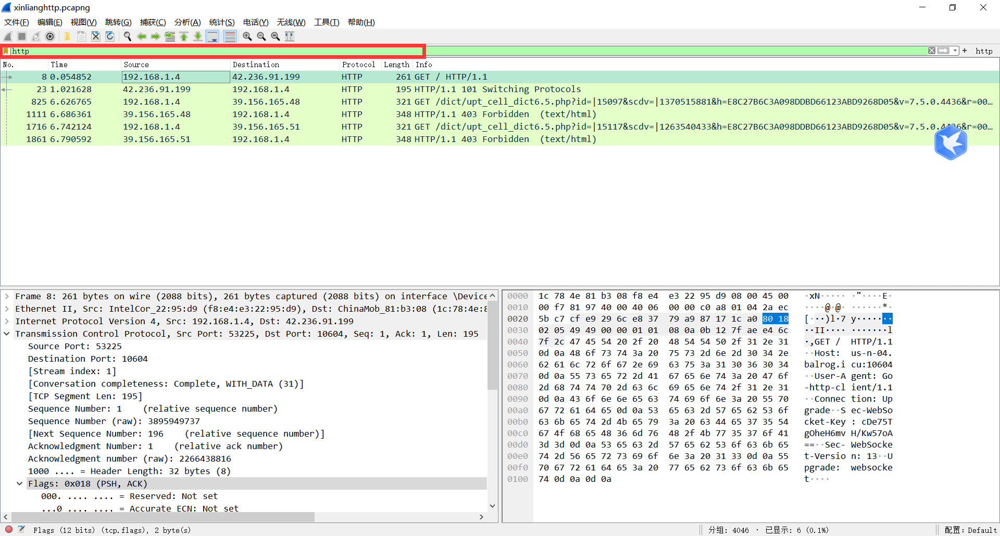 xinlianghttp.pcapng
文件(F) 编辑(E) 视图(V) 跳转(G) 捕获(C) 分析(A) 统计(S) 电话(Y) 无线(W) 工具(T) 帮助(H)
http + http
No. Time Source Destination Protocol Length Info
8 0.054852 192.168.1.4 42.236.91.199 HTTP 261 GET / HTTP/1.1
23 1.021628 42.236.91.199 192.168.1.4 HTTP 195 HTTP/1.1 101 Switching Protocols
825 6.626765 192.168.1.4 39.156.165.48 HTTP 321 GET /dict/upt_cell_dict6.5.php?id=|15097&scdv=|1370515881&h=E8C27B6C3A098DDBD66123ABD9268D05&v=7.5.0.4436&r=00…
1111 6.686361 39.156.165.48 192.168.1.4 HTTP 348 HTTP/1.1 403 Forbidden  (text/html)
1716 6.742124 192.168.1.4 39.156.165.51 HTTP 321 GET /dict/upt_cell_dict6.5.php?id=|15117&scdv=|1263540433&h=E8C27B6C3A098DDBD66123ABD9268D05&v=7.5.0.4436&r=00…
1861 6.790592 39.156.165.51 192.168.1.4 HTTP 348 HTTP/1.1 403 Forbidden  (text/html)
Frame 8: 261 bytes on wire (2088 bits), 261 bytes captured (2088 bits) on interface \Device
Ethernet II, Src: IntelCor_22:95:d9 (f8:e4:e3:22:95:d9), Dst: ChinaMob_81:b3:08 (1c:78:4e:8
Internet Protocol Version 4, Src: 192.168.1.4, Dst: 42.236.91.199
Transmission Control Protocol, Src Port: 53225, Dst Port: 10604, Seq: 1, Ack: 1, Len: 195
Source Port: 53225
Destination Port: 10604
[Stream index: 1]
[Conversation completeness: Complete, WITH_DATA (31)]
[TCP Segment Len: 195]
Sequence Number: 1    (relative sequence number)
Sequence Number (raw): 3895949737
[Next Sequence Number: 196    (relative sequence number)]
Acknowledgment Number: 1    (relative ack number)
Acknowledgment number (raw): 2266438816
1000 .... = Header Length: 32 bytes (8)
Flags: 0x018 (PSH, ACK)
000. .... .... = Reserved: Not set
...0 .... .... = Accurate ECN: Not set
0000 1c 78 4e 81 b3 08 f8 e4 e3 22 95 d9 08 00 45 00 ·xN····· ·"····E·
0010 00 f7 81 97 40 00 40 06 00 00 c0 a8 01 04 2a ec ····@·@· ······*·
0020 5b c7 cf e9 29 6c e8 37 79 a9 87 17 1c a0 80 18 [···)l·7 y·······
0030 02 05 49 49 00 00 01 01 08 0a 0b 12 7f ae e4 6c ··II···· ·······l
0040 7f 2c 47 45 54 20 2f 20 48 54 54 50 2f 31 2e 31 ·,GET / HTTP/1.1
0050 0d 0a 48 6f 73 74 3a 20 75 73 2d 6e 2d 30 34 2e ··Host: us-n-04.
0060 62 61 6c 72 6f 67 2e 69 63 75 3a 31 30 36 30 34 balrog.i cu:10604
0070 0d 0a 55 73 65 72 2d 41 67 65 6e 74 3a 20 47 6f ··User-A gent: Go
0080 2d 68 74 74 70 2d 63 6c 69 65 6e 74 2f 31 2e 31 -http-cl ient/1.1
0090 0d 0a 43 6f 6e 6e 65 63 74 69 6f 6e 3a 20 55 70 ··Connec tion: Up
00a0 67 72 61 64 65 0d 0a 53 65 63 2d 57 65 62 53 6f grade··S ec-WebSo
00b0 63 6b 65 74 2d 4b 65 79 3a 20 63 44 65 37 35 54 cket-Key : cDe75T
00c0 67 4f 68 65 48 36 6d 76 48 2f 4b 77 35 37 6f 41 gOheH6mv H/Kw57oA
00d0 3d 3d 0d 0a 53 65 63 2d 57 65 62 53 6f 63 6b 65 ==··Sec- WebSocke
00e0 74 2d 56 65 72 73 69 6f 6e 3a 20 31 33 0d 0a 55 t-Versio n: 13··U
00f0 70 67 72 61 64 65 3a 20 77 65 62 73 6f 63 6b 65 pgrade: websocke
0100 74 0d 0a 0d 0a t····
Flags (12 bits) (tcp.flags), 2 byte(s) 分组: 4046 · 已显示: 6 (0.1%) 配置: Default